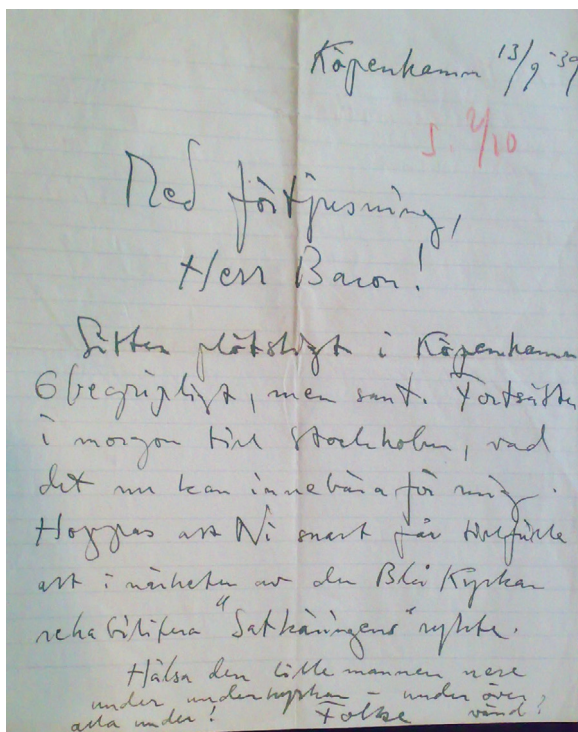 Köpenhamn 13/9 -39
S. 2/10
Med förtjusning,
Herr Baron!
Sitter plötsligt i Köpenhamn
Obegripligt, men sant. Fortsätter
i morgon till Stockholm, vad
det nu kan innebära för mig.
Hoppas att Ni snart får tillfälle
att i närheten av den Blå Kyrkan
rehabilitera "Satkäringens" rykte.
Hälsa den lille mannen nere
under underkyrkan – under över
alla under! Folke vänd!